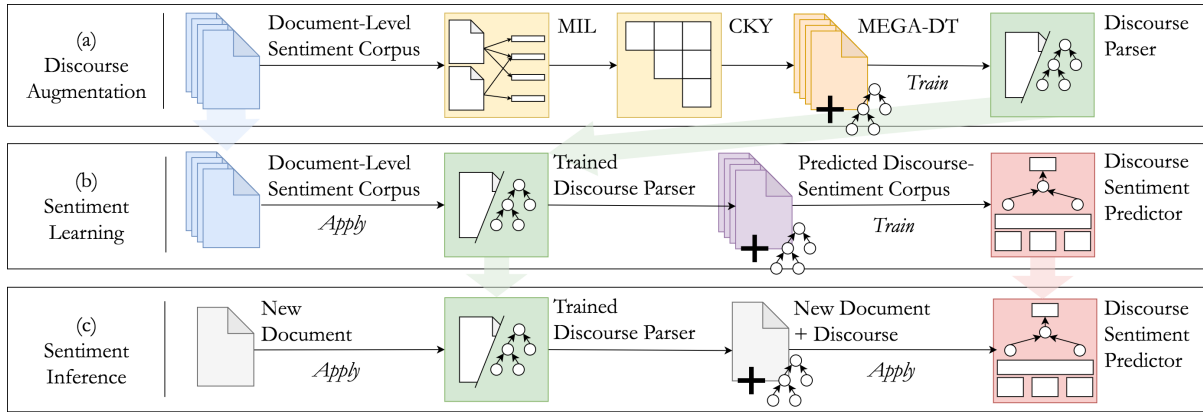 (a)
Discourse
Augmentation
Document-Level
Sentiment Corpus
MIL
CKY
MEGA-DT
Train
Discourse
Parser
(b)
Sentiment
Learning
Document-Level
Sentiment Corpus
Apply
Trained
Discourse Parser
Predicted Discourse-
Sentiment Corpus
Train
Discourse
Sentiment
Predictor
(c)
Sentiment
Inference
New
Document
Apply
Trained
Discourse Parser
New Document
+ Discourse
Apply
Discourse
Sentiment
Predictor